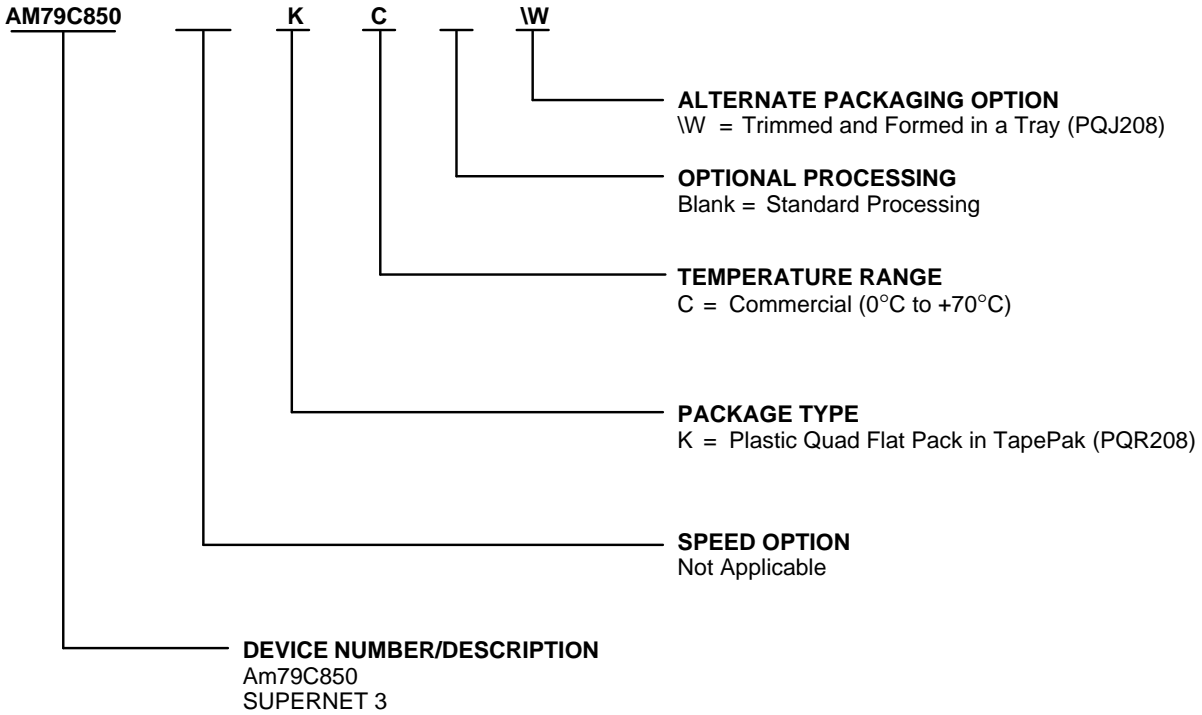 AM79C850 K C \W
ALTERNATE PACKAGING OPTION
\W = Trimmed and Formed in a Tray (PQJ208)
OPTIONAL PROCESSING
Blank = Standard Processing
TEMPERATURE RANGE
C = Commercial (0°C to +70°C)
PACKAGE TYPE
K = Plastic Quad Flat Pack in TapePak (PQR208)
SPEED OPTION
Not Applicable
DEVICE NUMBER/DESCRIPTION
Am79C850
SUPERNET 3